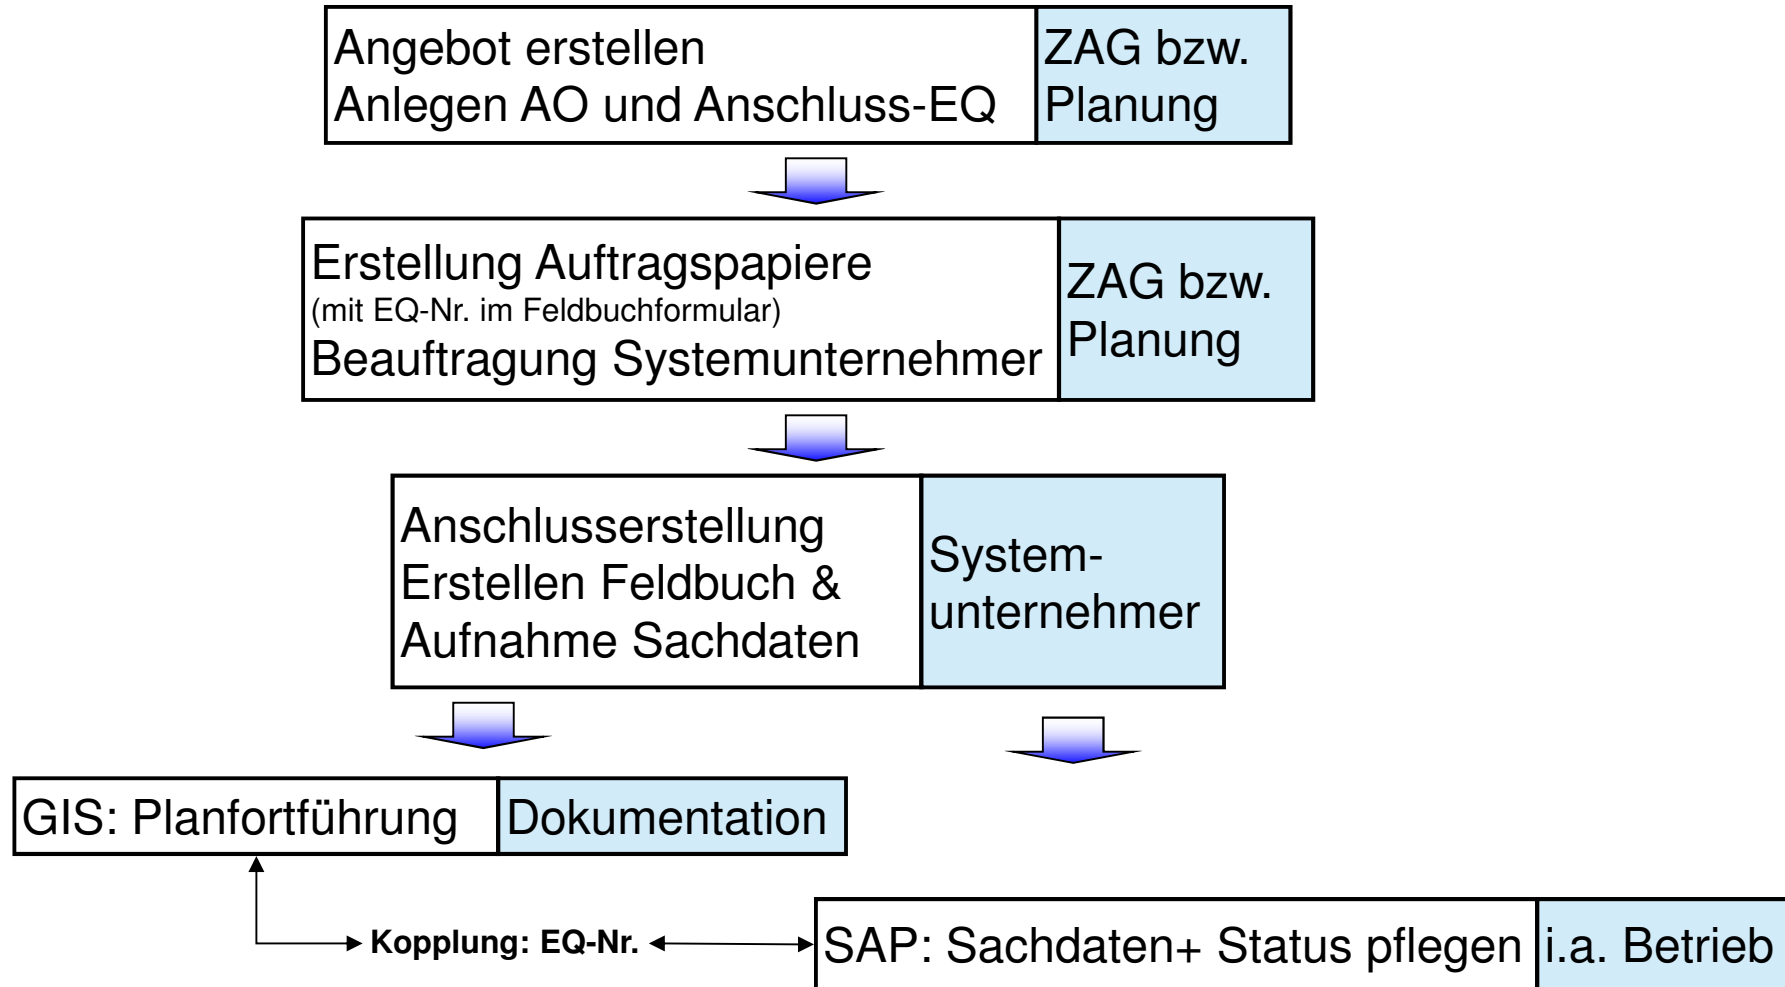 Angebot erstellen
Anlegen AO und Anschluss-EQ
ZAG bzw.
Planung
Erstellung Auftragspapiere
(mit EQ-Nr. im Feldbuchformular)
Beauftragung Systemunternehmer
ZAG bzw.
Planung
Anschlusserstellung
Erstellen Feldbuch &
Aufnahme Sachdaten
System-
unternehmer
GIS: Planfortführung
Dokumentation
Kopplung: EQ-Nr.
SAP: Sachdaten+ Status pflegen
i.a. Betrieb